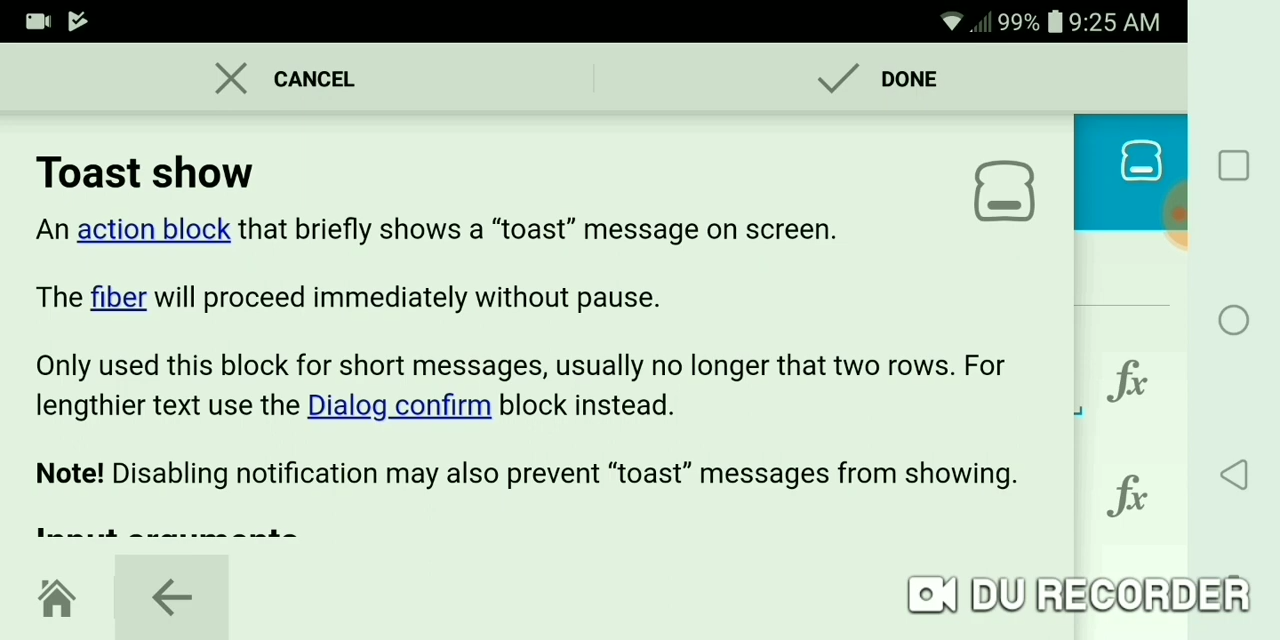 99% 9:25 AM
CANCEL DONE
Toast show
An action block that briefly shows a “toast” message on screen.
The fiber will proceed immediately without pause.
Only used this block for short messages, usually no longer that two rows. For
lengthier text use the Dialog confirm block instead.
Note! Disabling notification may also prevent “toast” messages from showing.
Input arguments
fx
fx
DU RECORDER